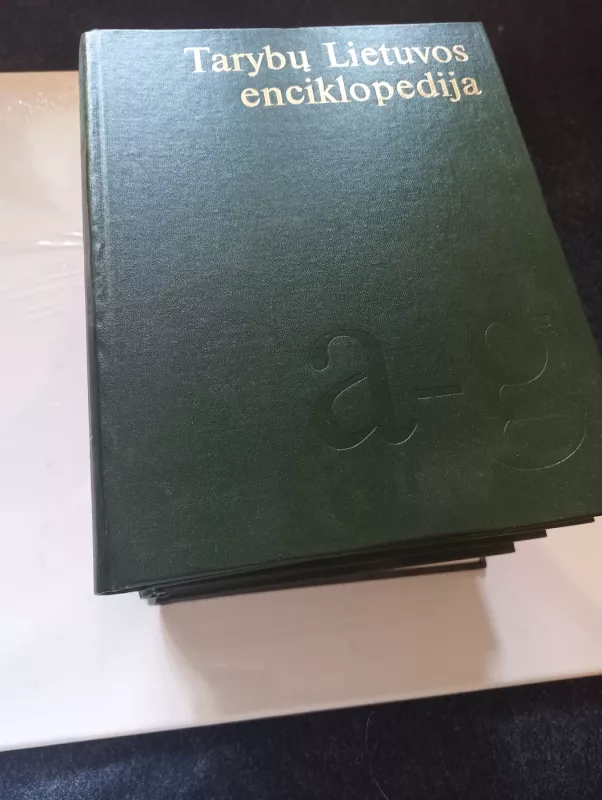 Tarybų Lietuvos
enciklopedija
a-g